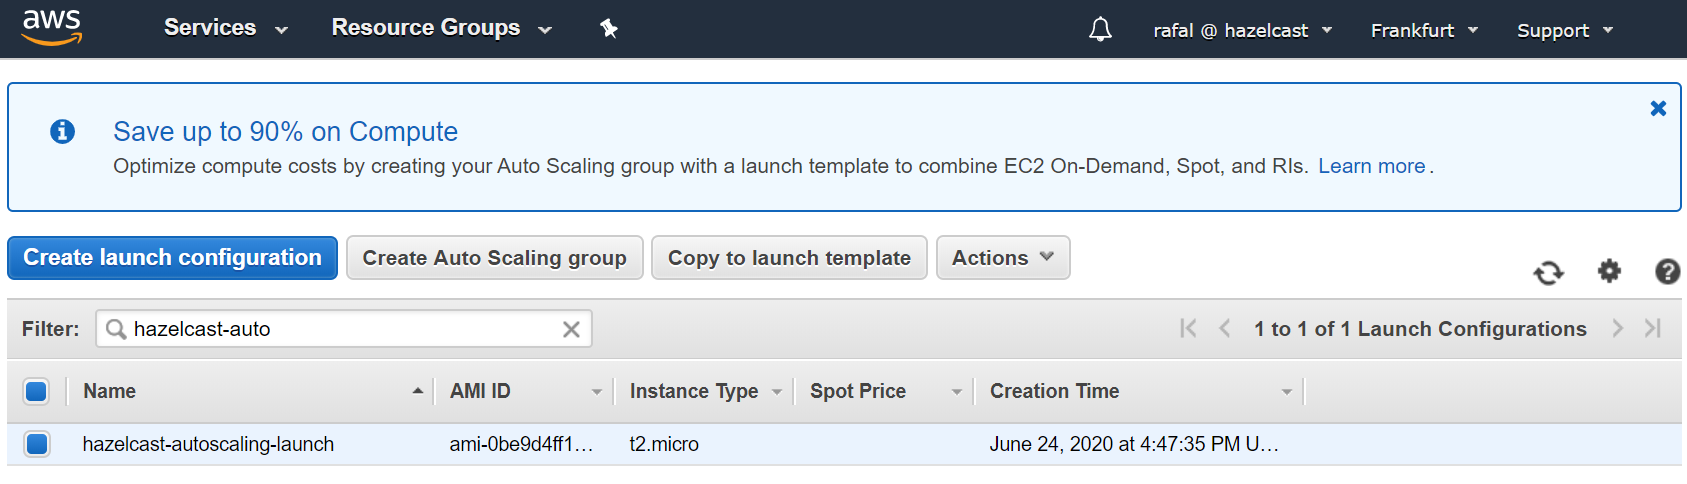 aws Services Resource Groups rafal @ hazelcast Frankfurt Support
Save up to 90% on Compute
Optimize compute costs by creating your Auto Scaling group with a launch template to combine EC2 On-Demand, Spot, and RIs. Learn more.
Create launch configuration Create Auto Scaling group Copy to launch template Actions
Filter: hazelcast-auto 1 to 1 of 1 Launch Configurations
Name AMI ID Instance Type Spot Price Creation Time
hazelcast-autoscaling-launch ami-0be9d4ff1... t2.micro June 24, 2020 at 4:47:35 PM U...